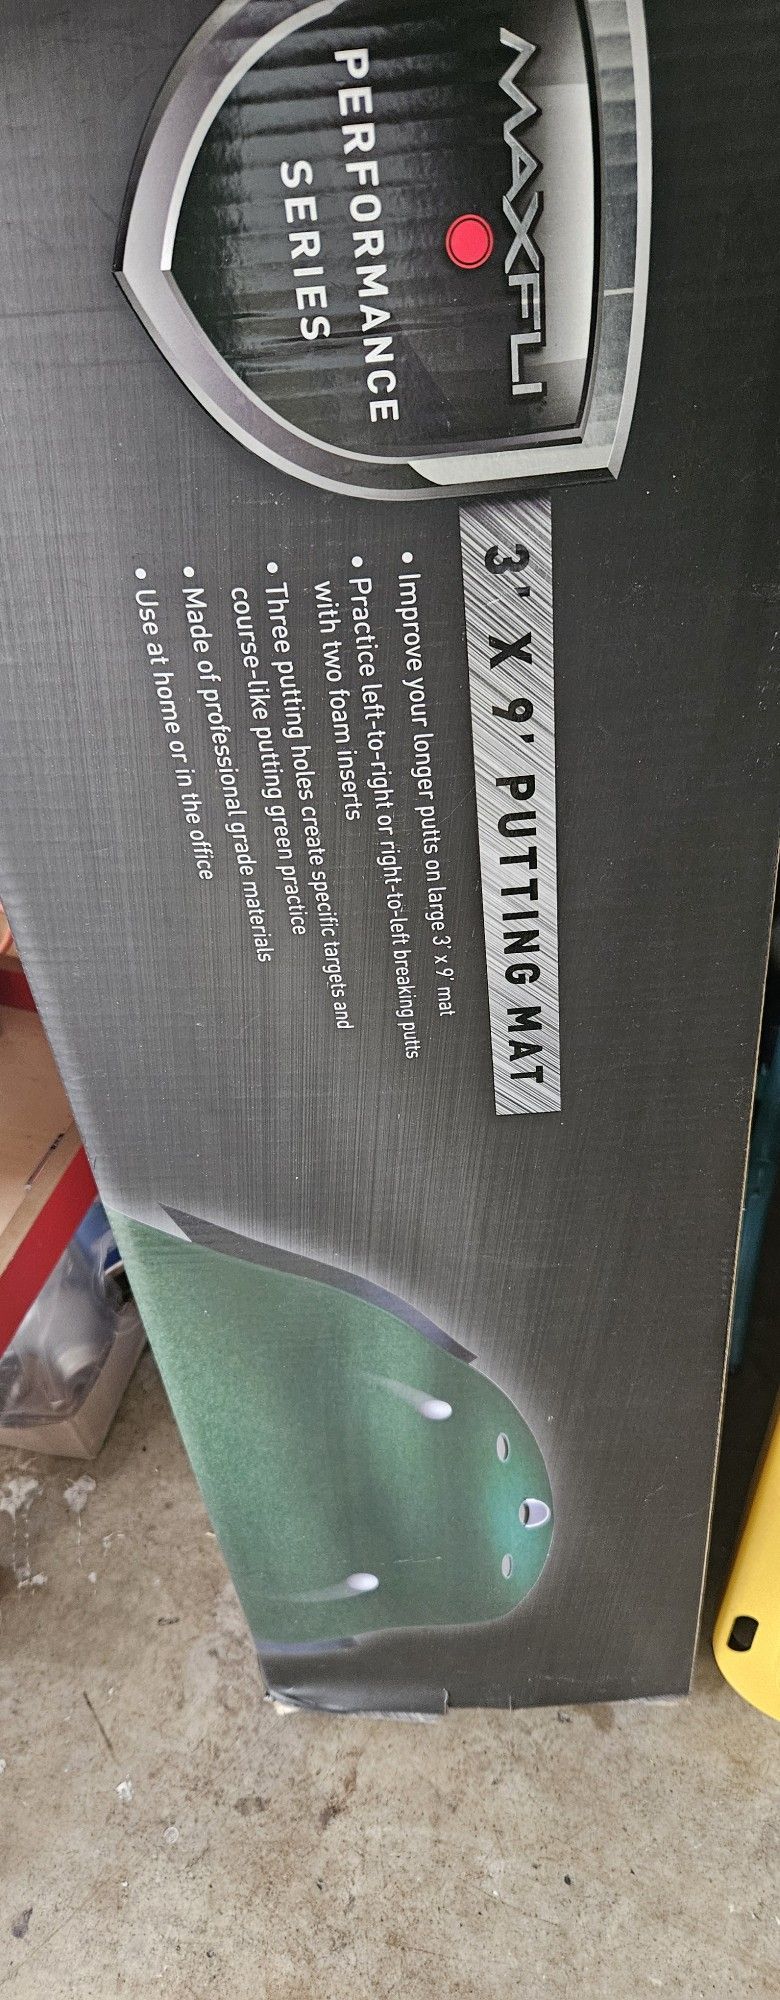 MAXFLI
PERFORMANCE
SERIES
3' X 9' PUTTING MAT
• Improve your longer putts on large 3' x 9' mat
• Practice left-to-right or right-to-left breaking putts
with two foam inserts
• Three putting holes create specific targets and
course-like putting green practice
• Made of professional grade materials
• Use at home or in the office